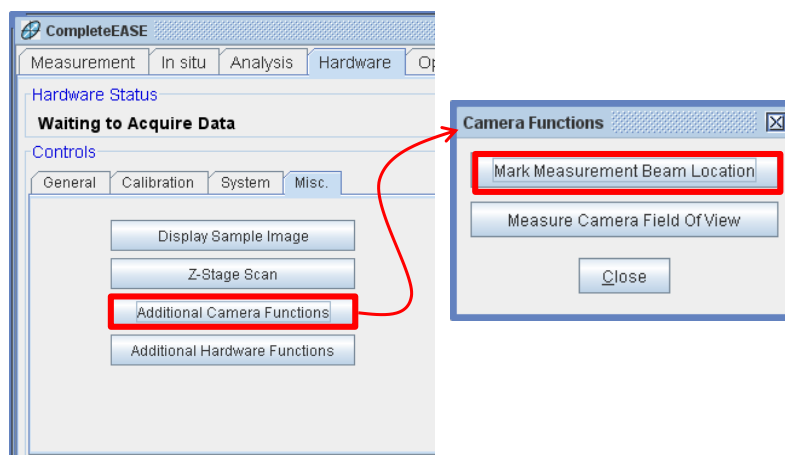 CompleteEASE
Measurement In situ Analysis Hardware
Hardware Status
Waiting to Acquire Data
Controls
General Calibration System Misc.
Display Sample Image
Z-Stage Scan
Additional Camera Functions
Additional Hardware Functions
Camera Functions
Mark Measurement Beam Location
Measure Camera Field Of View
Close